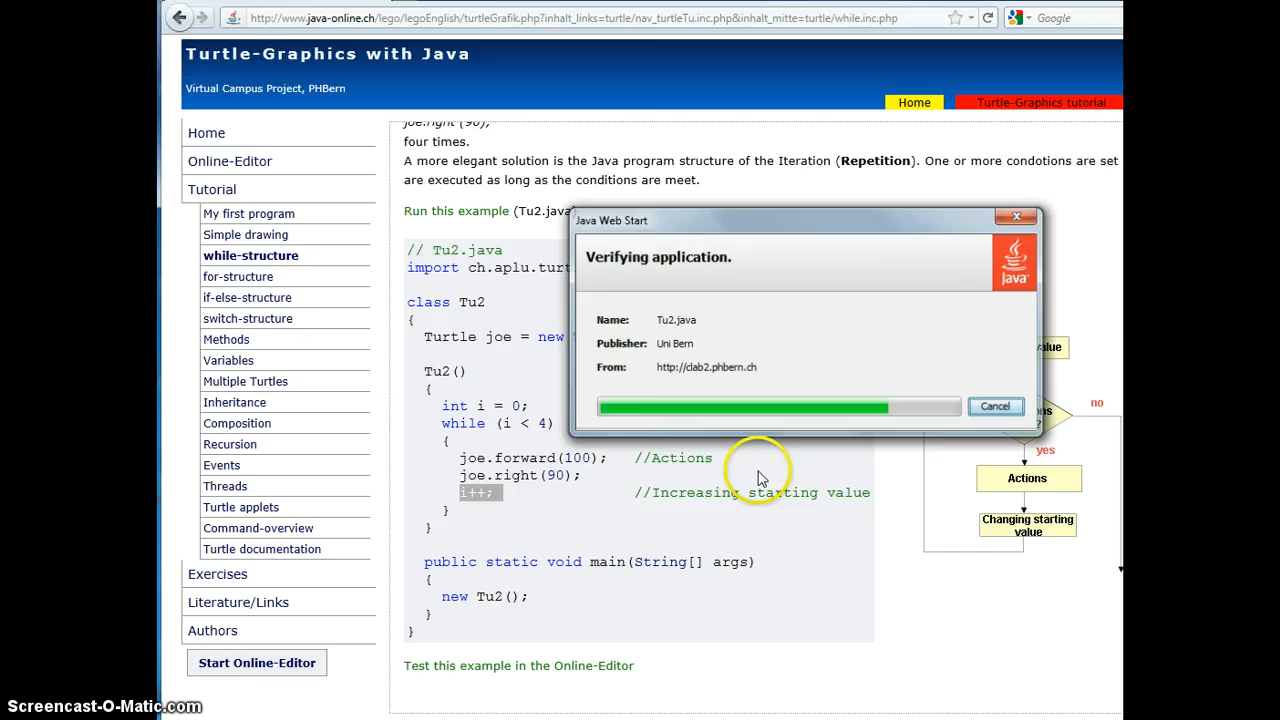 http://www.java-online.ch/lego/legoEnglish/turtleGrafik.php?inhalt_links=turtle/nav_turtleTu.inc.php&inhalt_mitte=turtle/while.inc.php
Google
Turtle-Graphics with Java
Virtual Campus Project, PHBern
Home
Turtle-Graphics tutorial
Home
Online-Editor
Tutorial
My first program
Simple drawing
while-structure
for-structure
if-else-structure
switch-structure
Methods
Variables
Multiple Turtles
Inheritance
Composition
Recursion
Events
Threads
Turtle applets
Command-overview
Turtle documentation
Exercises
Literature/Links
Authors
Start Online-Editor
joe.right (90);
four times.
A more elegant solution is the Java program structure of the Iteration (Repetition). One or more condotions are set
are executed as long as the conditions are meet.
Run this example (Tu2.java)
// Tu2.java
import ch.aplu.turt
class Tu2
{
Turtle joe = new
Tu2()
{
int i = 0;
while (i < 4)
{
joe.forward(100); //Actions
joe.right(90);
i++; //Increasing starting value
}
}
public static void main(String[] args)
{
new Tu2();
}
}
Test this example in the Online-Editor
Java Web Start
Verifying application.
Java
Name: Tu2.java
Publisher: Uni Bern
From: http://clab2.phbern.ch
Cancel
no
yes
Actions
Changing starting
value
Screencast-O-Matic.com